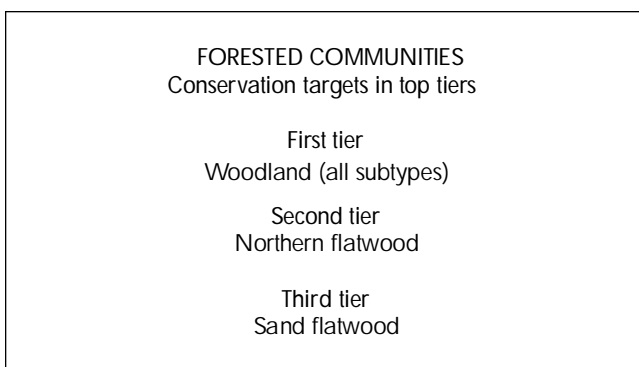 FORESTED COMMUNITIES
Conservation targets in top tiers
First tier
Woodland (all subtypes)
Second tier
Northern flatwood
Third tier
Sand flatwood